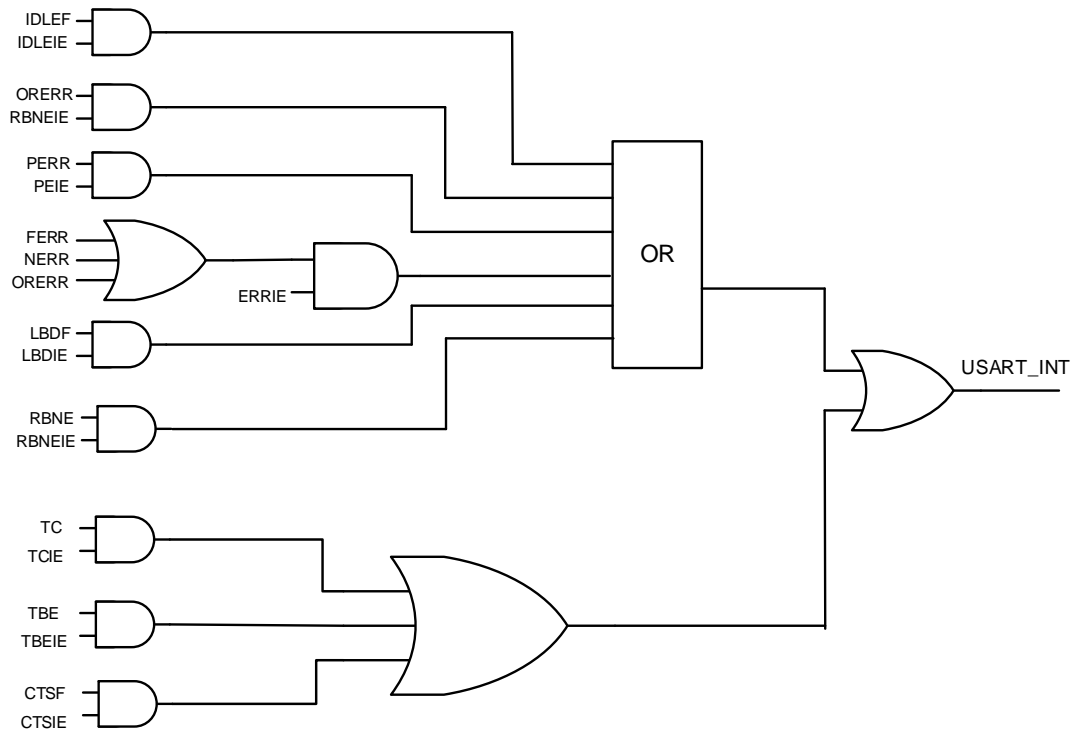 IDLEF
IDLEIE
ORERR
RBNEIE
PERR
PEIE
FERR
NERR
ORERR
ERRIE
LBDF
LBDIE
RBNE
RBNEIE
OR
USART_INT
TC
TCIE
TBE
TBEIE
CTSF
CTSIE